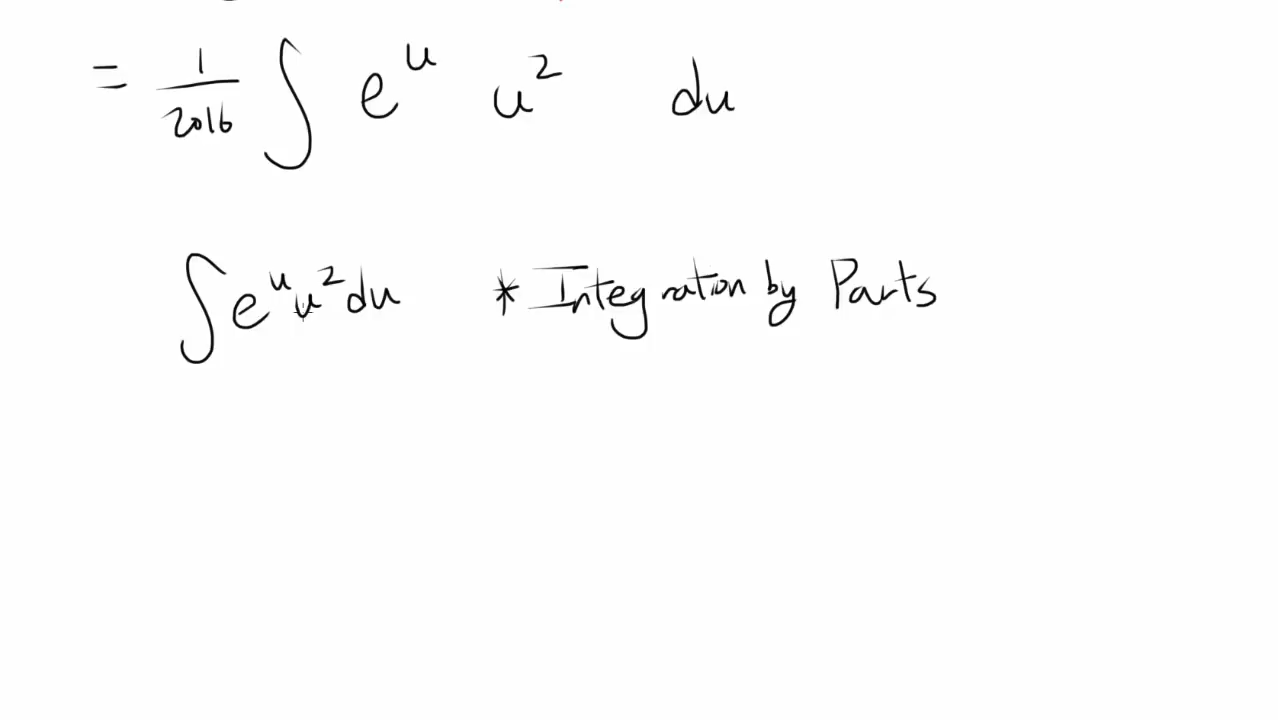 = 1/2016 ∫ e^u u^2 du
∫ e^u u^2 du * Integration by Parts